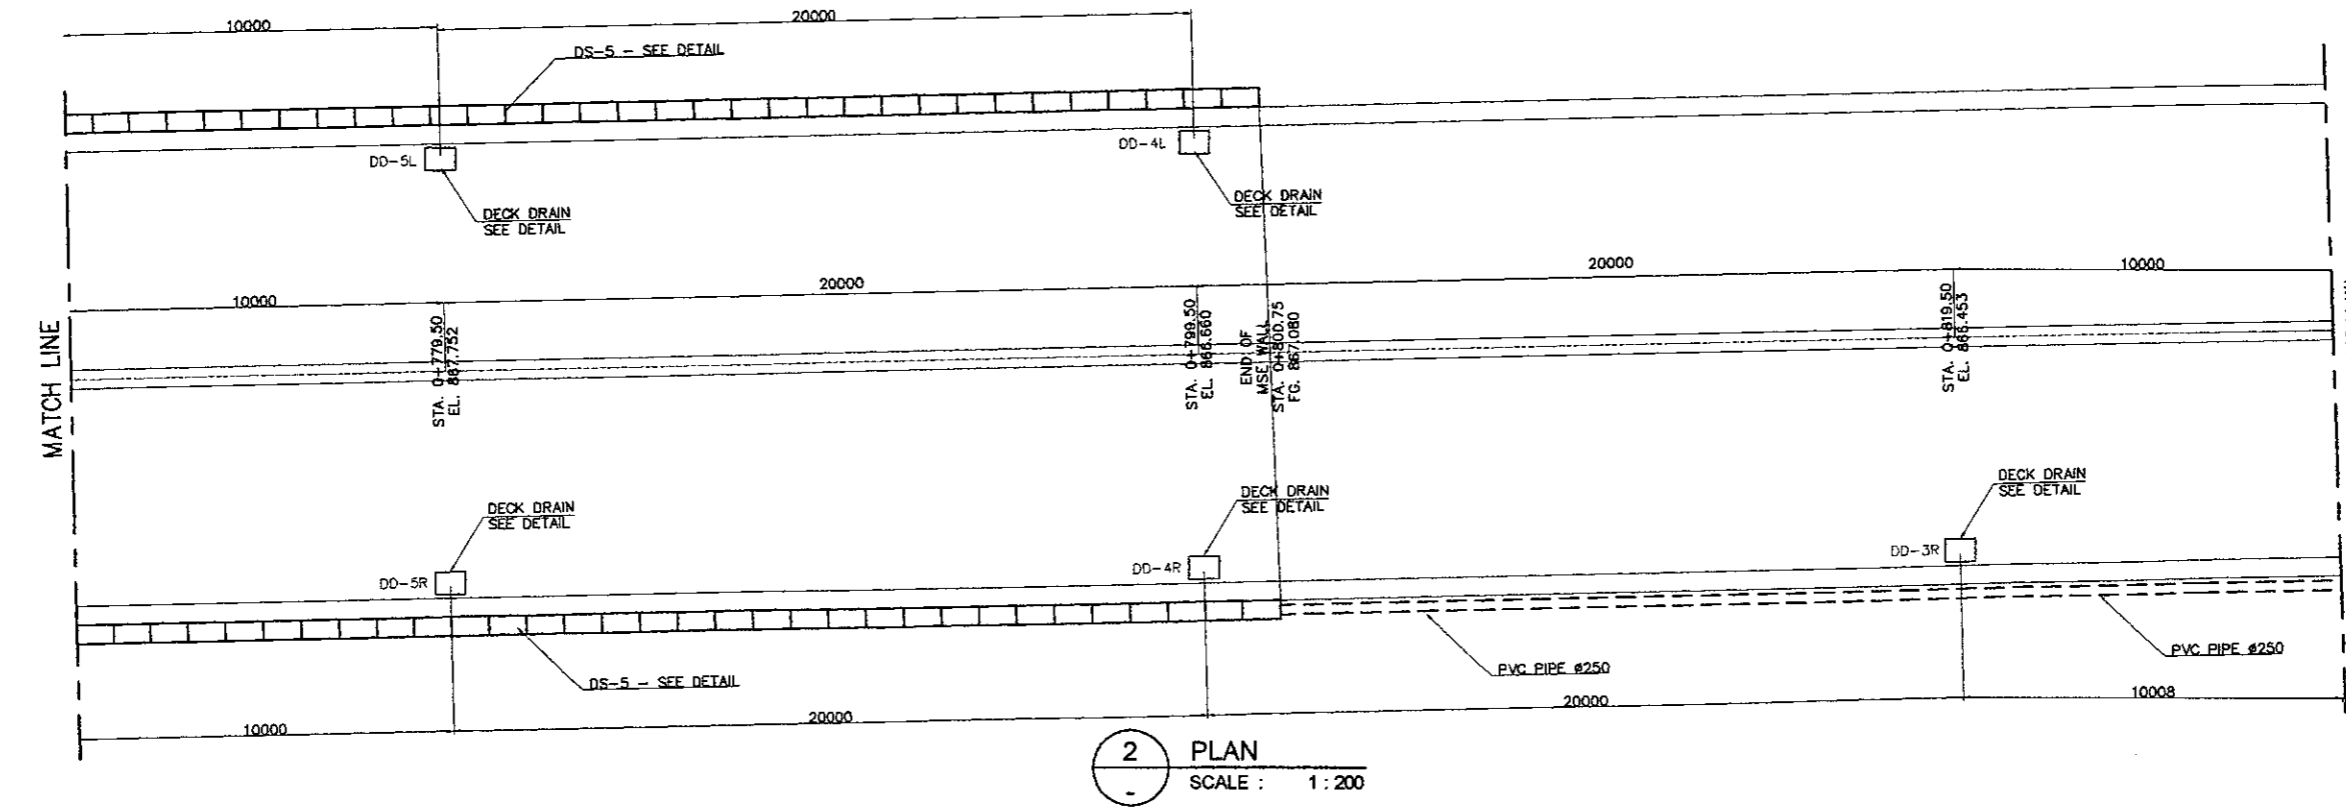 10000
20000
DS-5 - SEE DETAIL
DD-5L
DECK DRAIN
SEE DETAIL
DD-4L
DECK DRAIN
SEE DETAIL
MATCH LINE
10000
20000
20000
10000
STA. 0+779.50
EL. 867.752
STA. 0+799.50
EL. 866.660
END OF
MSE WALL
STA. 0+800.75
FG. 867.080
STA. 0+819.50
EL. 866.453
DECK DRAIN
SEE DETAIL
DD-5R
DECK DRAIN
SEE DETAIL
DD-4R
DECK DRAIN
SEE DETAIL
DD-3R
DS-5 - SEE DETAIL
PVC PIPE ø250
PVC PIPE ø250
10000
20000
20000
10008
2
-
PLAN
SCALE : 1 : 200